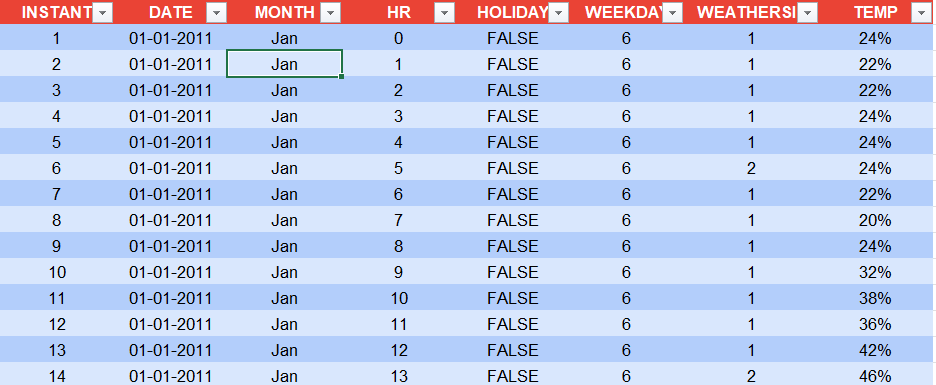 INSTANT DATE MONTH HR HOLIDAY WEEKDAY WEATHERSI TEMP
1 01-01-2011 Jan 0 FALSE 6 1 24%
2 01-01-2011 Jan 1 FALSE 6 1 22%
3 01-01-2011 Jan 2 FALSE 6 1 22%
4 01-01-2011 Jan 3 FALSE 6 1 24%
5 01-01-2011 Jan 4 FALSE 6 1 24%
6 01-01-2011 Jan 5 FALSE 6 2 24%
7 01-01-2011 Jan 6 FALSE 6 1 22%
8 01-01-2011 Jan 7 FALSE 6 1 20%
9 01-01-2011 Jan 8 FALSE 6 1 24%
10 01-01-2011 Jan 9 FALSE 6 1 32%
11 01-01-2011 Jan 10 FALSE 6 1 38%
12 01-01-2011 Jan 11 FALSE 6 1 36%
13 01-01-2011 Jan 12 FALSE 6 1 42%
14 01-01-2011 Jan 13 FALSE 6 2 46%